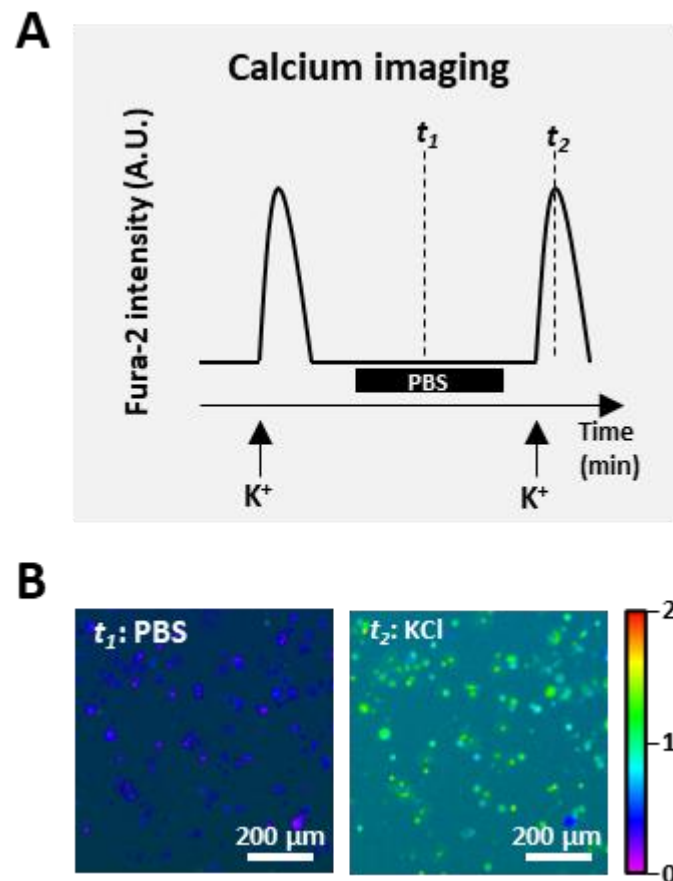 A
Calcium imaging
Fura-2 intensity (A.U.)
t1
t2
PBS
Time
(min)
K+
K+
B
t1: PBS
200 µm
t2: KCl
200 µm
2
1
0